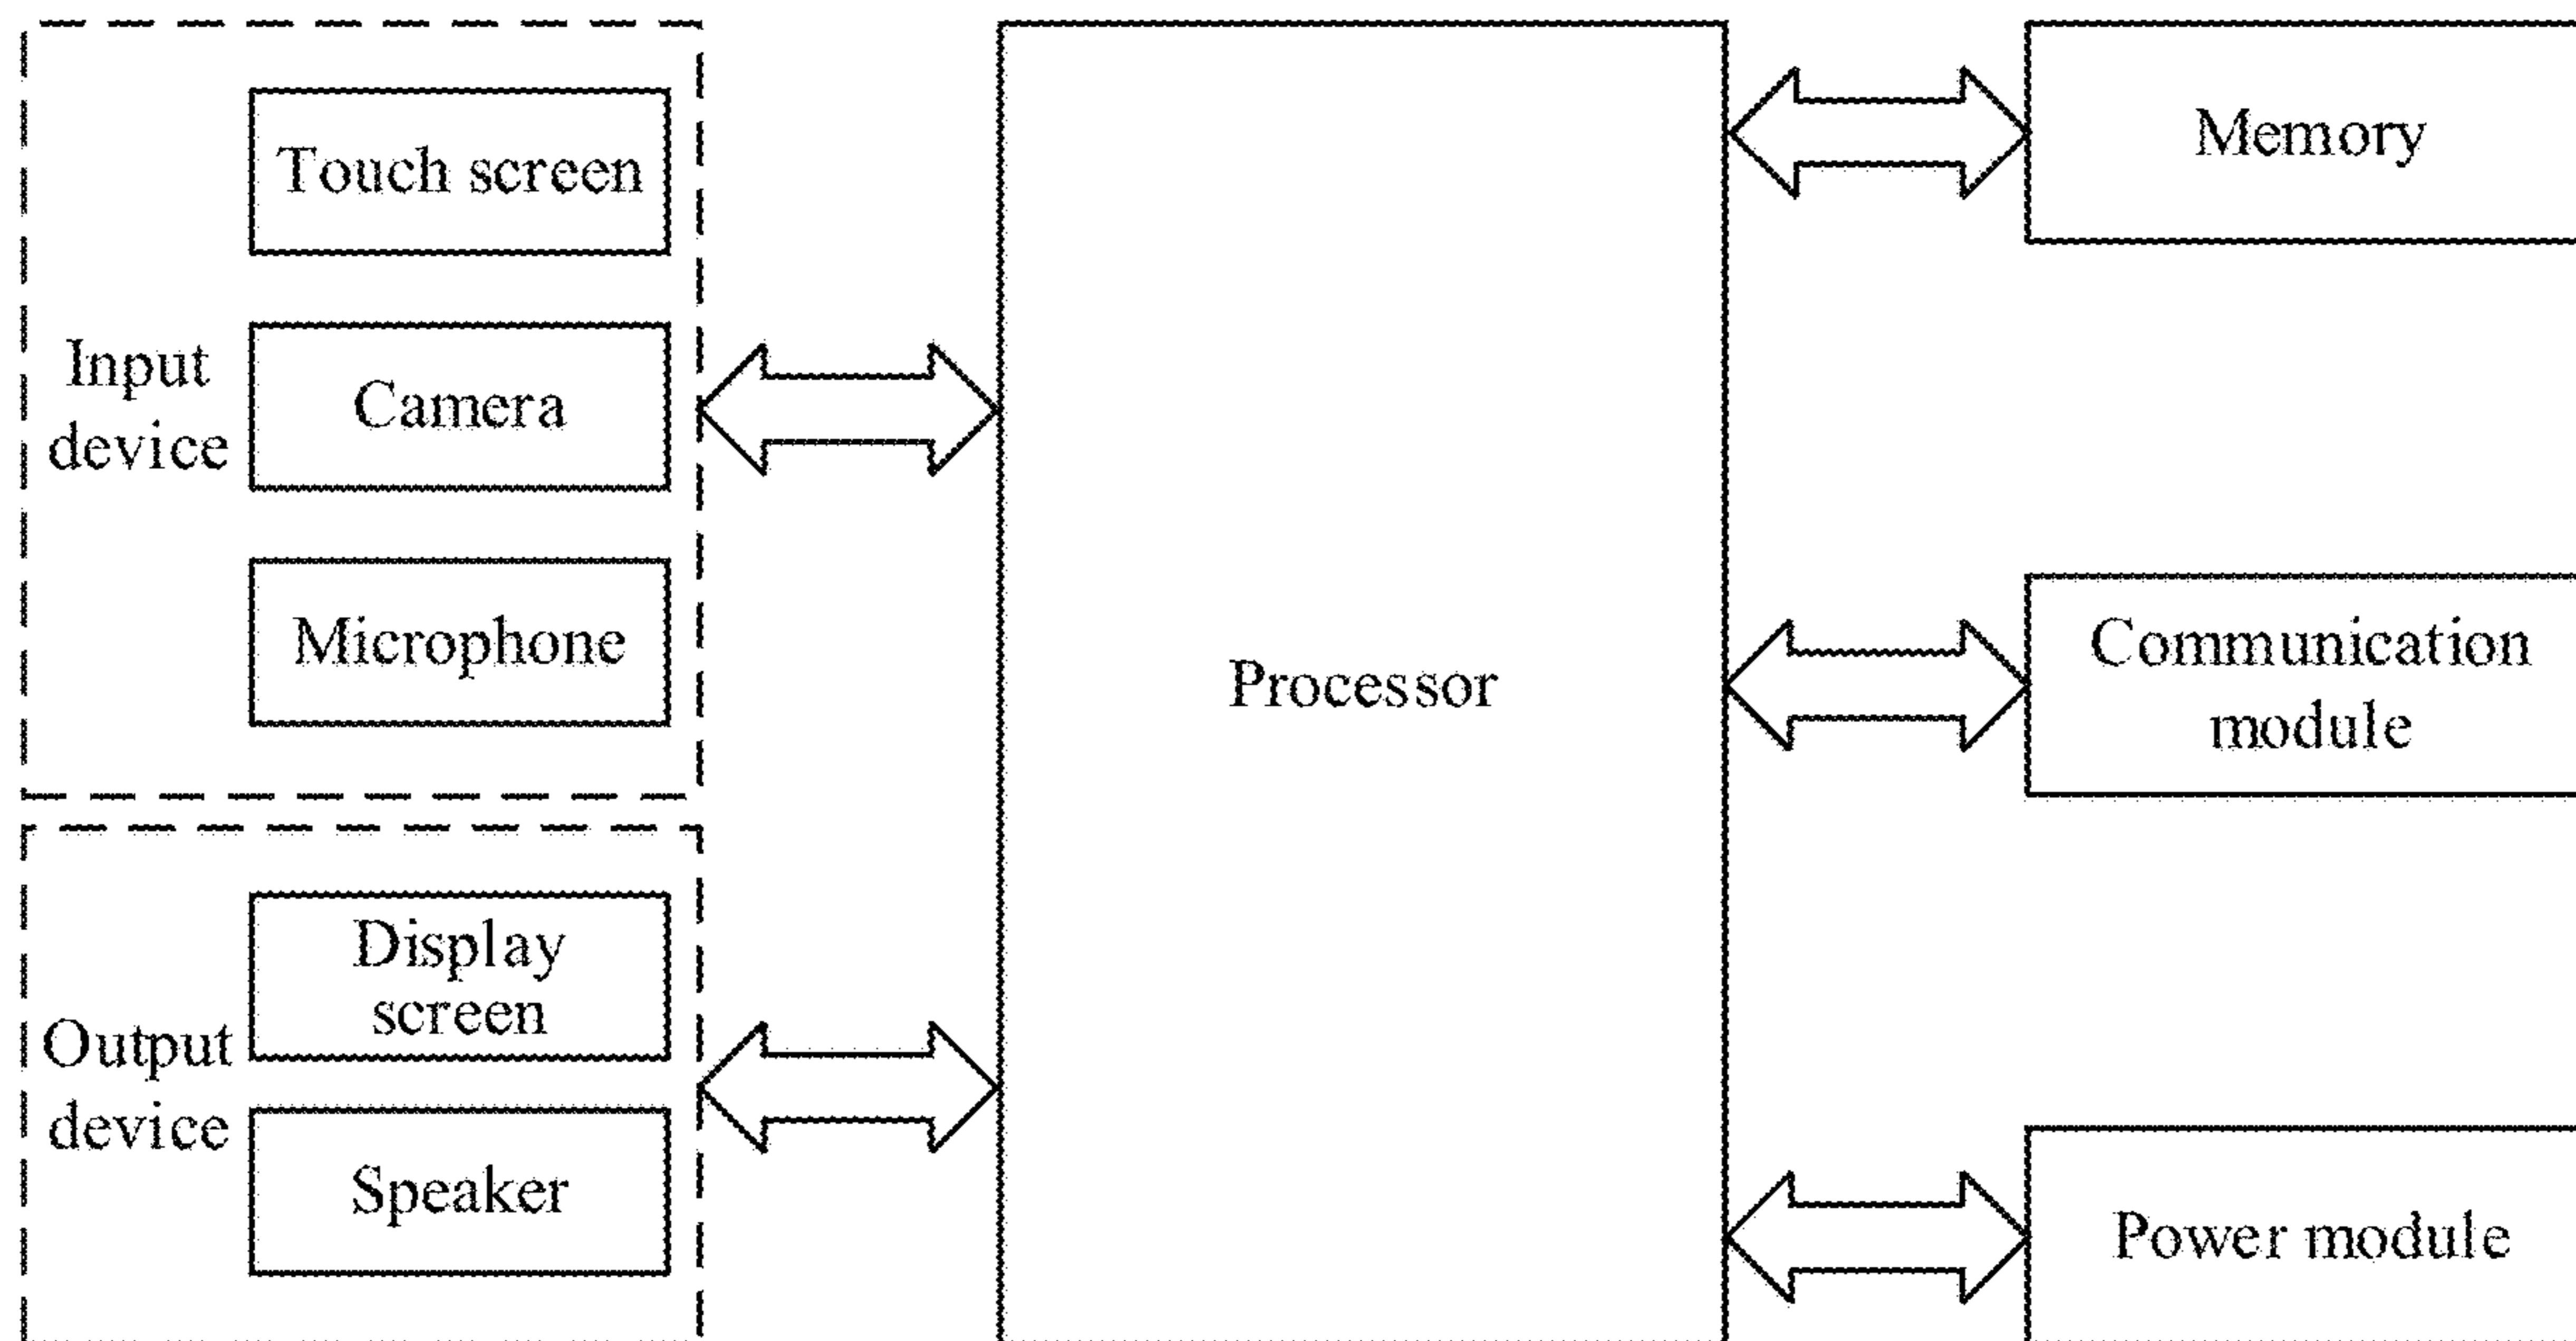 Touch screen
Input
device
Camera
Microphone
Output
device
Display
screen
Speaker
Processor
Memory
Communication
module
Power module